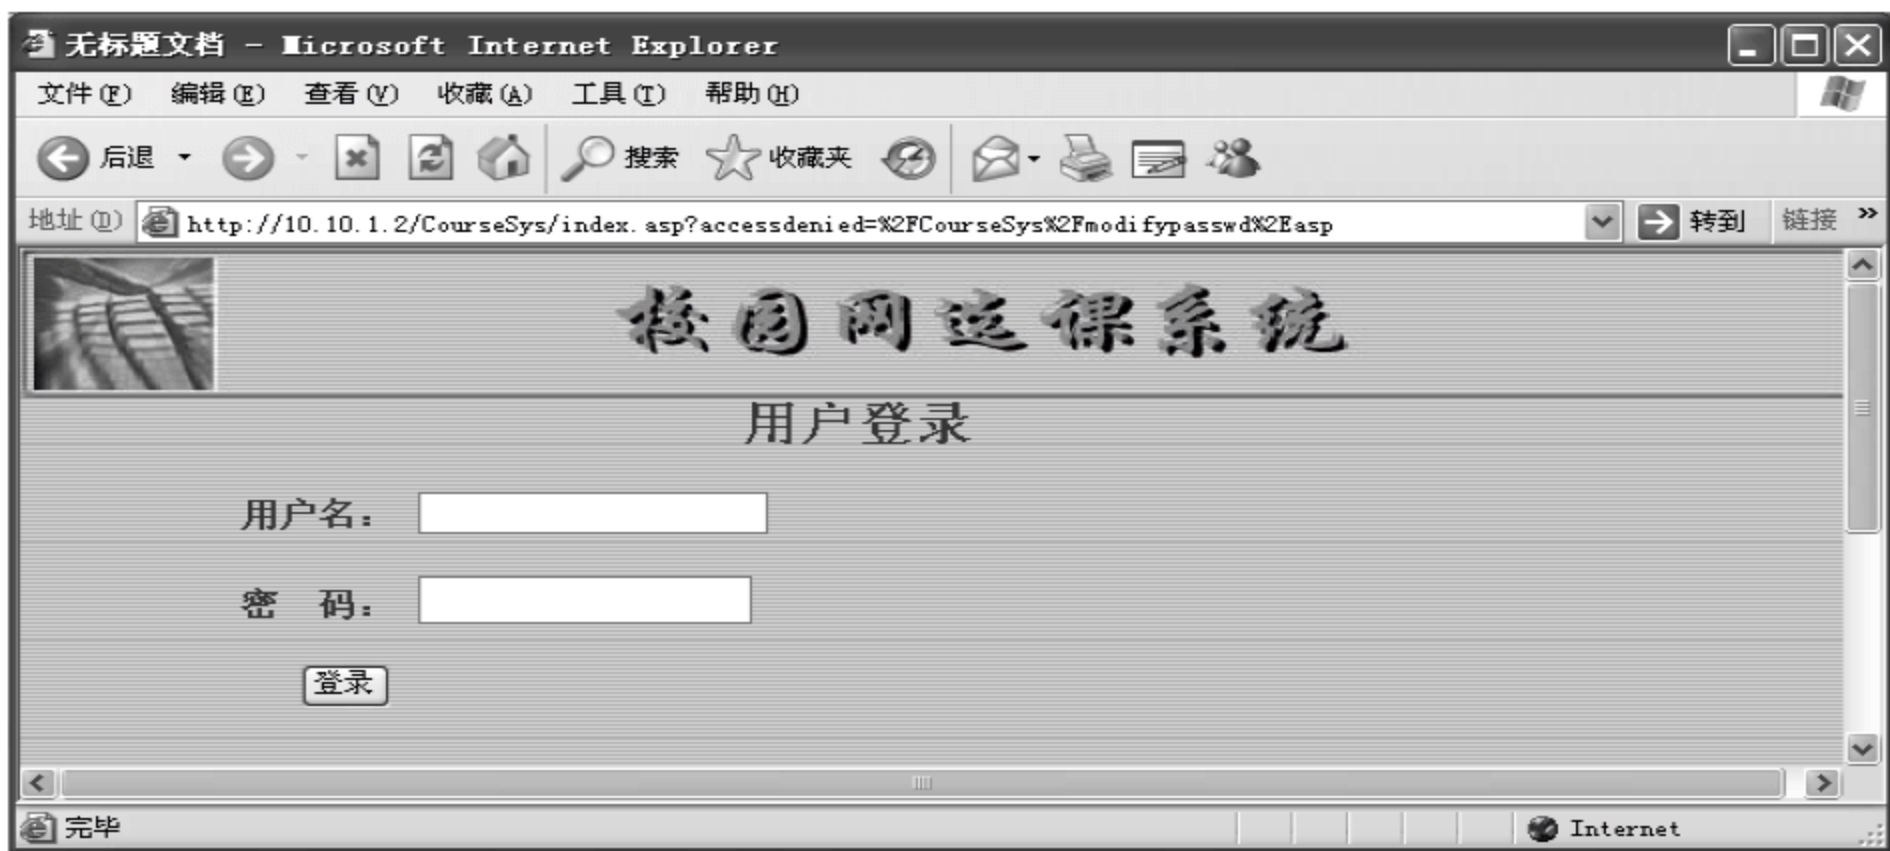 无标题文档 - Microsoft Internet Explorer
文件(F) 编辑(E) 查看(V) 收藏(A) 工具(T) 帮助(H)
后退 搜索 收藏夹
地址(D) http://10.10.1.2/CourseSys/index.asp?accessdenied=%2FCourseSys%2Fmodifypasswd%2Easp 转到 链接 »
校园网选课系统
用户登录
用户名：
密 码：
登录
完毕 Internet